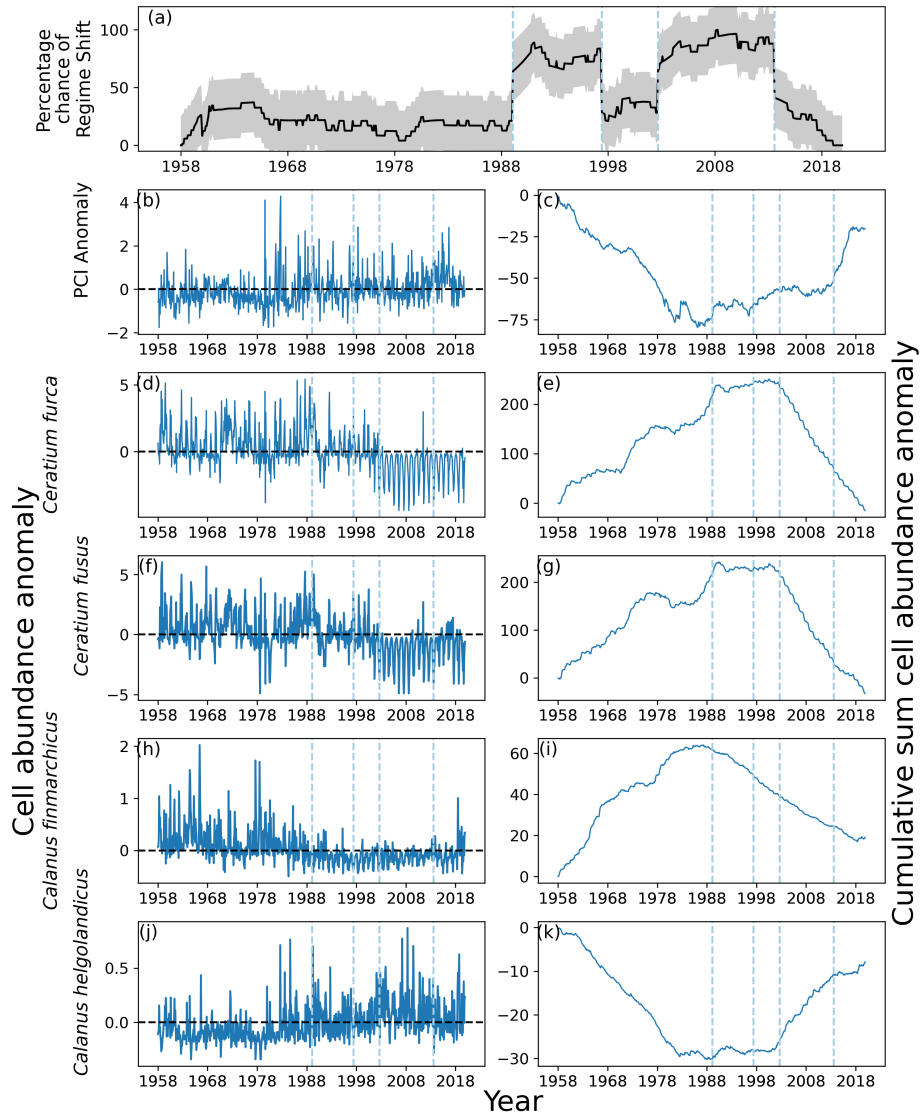 (a)
Percentage
chance of
Regime Shift
100
50
0
1958 1968 1978 1988 1998 2008 2018
(b)
PCI Anomaly
4
2
0
−2
1958 1968 1978 1988 1998 2008 2018
(c)
0
−25
−50
−75
1958 1968 1978 1988 1998 2008 2018
Cell abundance anomaly
Cumulative sum cell abundance anomaly
(d)
Ceratium furca
5
0
1958 1968 1978 1988 1998 2008 2018
(e)
200
100
0
1958 1968 1978 1988 1998 2008 2018
(f)
Ceratium fusus
5
0
−5
1958 1968 1978 1988 1998 2008 2018
(g)
200
100
0
1958 1968 1978 1988 1998 2008 2018
(h)
Calanus finmarchicus
2
1
0
1958 1968 1978 1988 1998 2008 2018
(i)
60
40
20
0
1958 1968 1978 1988 1998 2008 2018
(j)
Calanus helgolandicus
0.5
0.0
1958 1968 1978 1988 1998 2008 2018
(k)
0
−10
−20
−30
1958 1968 1978 1988 1998 2008 2018
Year